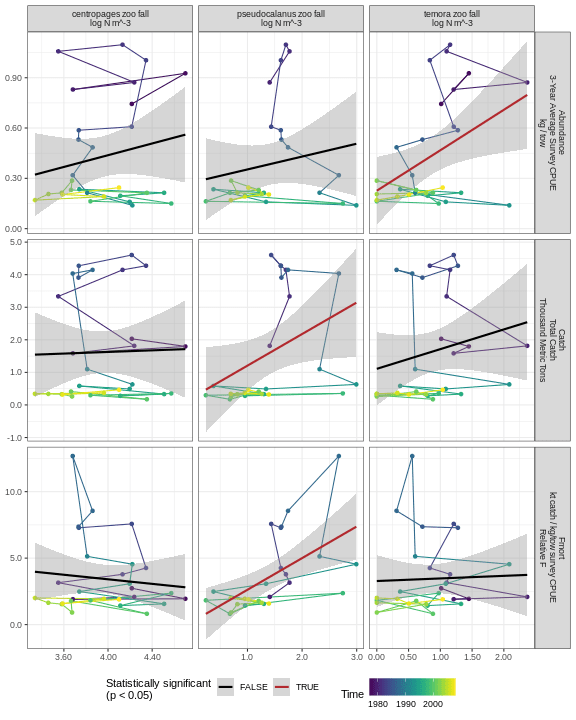 centropages zoo fall
log N m^-3
pseudocalanus zoo fall
log N m^-3
temora zoo fall
log N m^-3
0.90
0.60
0.30
0.00
Abundance
3-Year Average Survey CPUE
kg / tow
5.0
4.0
3.0
2.0
1.0
0.0
-1.0
Catch
Total Catch
Thousand Metric Tons
10.0
5.0
0.0
Fmort
kt catch / kg/tow survey CPUE
Relative F
3.60
4.00
4.40
1.0
2.0
3.0
0.00
0.50
1.00
1.50
2.00
Statistically significant
(p < 0.05)
FALSE
TRUE
Time
1980
1990
2000